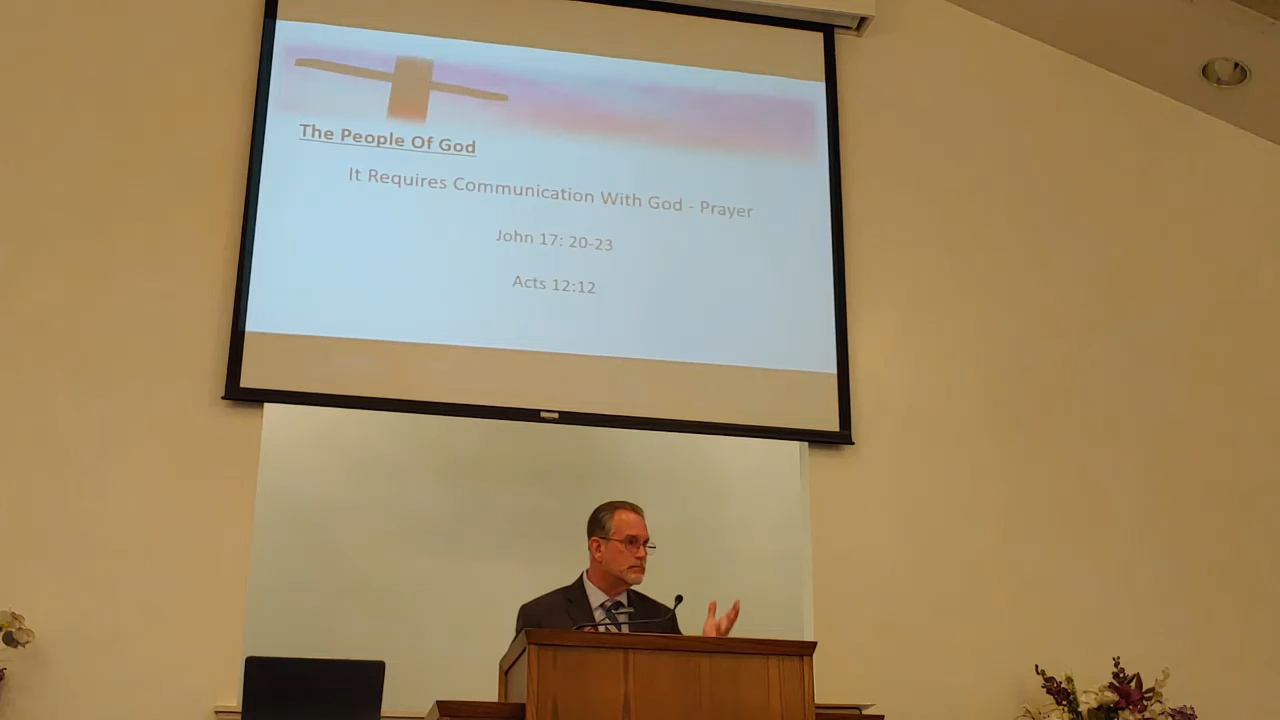 The People Of God
It Requires Communication With God - Prayer
John 17: 20-23
Acts 12:12